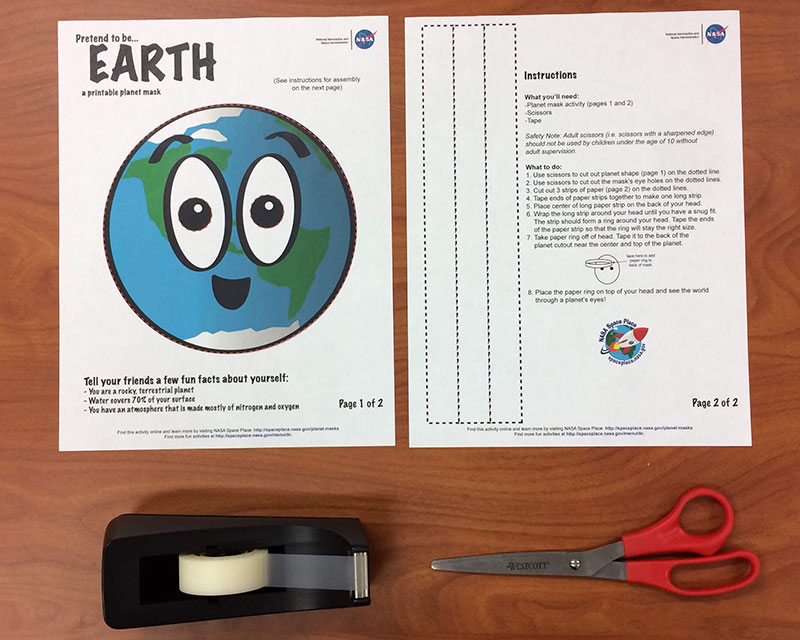 Pretend to be...
EARTH
a printable planet mask
National Aeronautics and
Space Administration
NASA
(See instructions for assembly
on the next page)
Tell your friends a few fun facts about yourself:
- You are a rocky, terrestrial planet
- Water covers 70% of your surface
- You have an atmosphere that is made mostly of nitrogen and oxygen
Page 1 of 2
Find this activity online and learn more by visiting NASA Space Place: http://spaceplace.nasa.gov/planet-masks
Find more fun activities at http://spaceplace.nasa.gov/menu/do.
National Aeronautics and
Space Administration
NASA
Instructions
What you'll need:
-Planet mask activity (pages 1 and 2)
-Scissors
-Tape
Safety Note: Adult scissors (i.e. scissors with a sharpened edge)
should not be used by children under the age of 10 without
adult supervision.
What to do:
1. Use scissors to cut out planet shape (page 1) on the dotted line.
2. Use scissors to cut out the mask's eye holes on the dotted lines.
3. Cut out 3 strips of paper (page 2) on the dotted lines.
4. Tape ends of paper strips together to make one long strip.
5. Place center of long paper strip on the back of your head.
6. Wrap the long strip around your head until you have a snug fit.
The strip should form a ring around your head. Tape the ends
of the paper strip so that the ring will stay the right size.
7. Take paper ring off of head. Tape it to the back of the
planet cutout near the center and top of the planet.
tape here to add
paper ring to
back of mask
8. Place the paper ring on top of your head and see the world
through a planet's eyes!
NASA Space Place
spaceplace.nasa.gov
Page 2 of 2
Find this activity online and learn more by visiting NASA Space Place: http://spaceplace.nasa.gov/planet-masks
Find more fun activities at http://spaceplace.nasa.gov/menu/do.
WESTCOTT